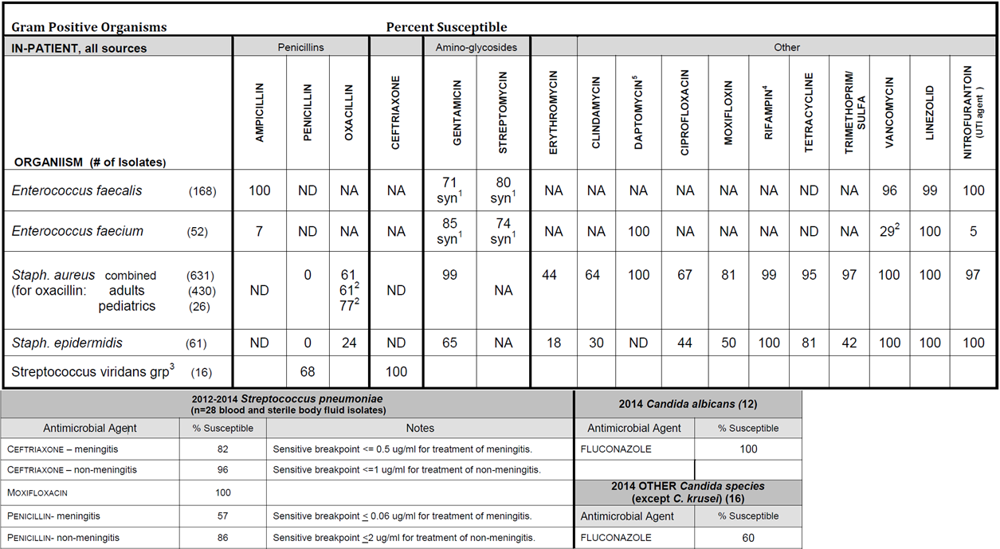 Gram Positive Organisms Percent Susceptible
IN-PATIENT, all sources Penicillins Amino-glycosides Other
ORGANIISM (# of Isolates) AMPICILLIN PENICILLIN OXACILLIN CEFTRIAXONE GENTAMICIN STREPTOMYCIN ERYTHROMYCIN CLINDAMYCIN DAPTOMYCIN⁵ CIPROFLOXACIN MOXIFLOXIN RIFAMPIN⁴ TETRACYCLINE TRIMETHOPRIM/ SULFA VANCOMYCIN LINEZOLID NITROFURANTOIN (UTI agent )
Enterococcus faecalis (168) 100 ND NA NA 71 syn¹ 80 syn¹ NA NA NA NA NA NA ND NA 96 99 100
Enterococcus faecium (52) 7 ND NA NA 85 syn¹ 74 syn¹ NA NA 100 NA NA NA ND NA 29² 100 5
Staph. aureus combined (631) 0 61 99 44 64 100 67 81 99 95 97 100 100 97
(for oxacillin: adults (430) ND 61² ND NA
pediatrics (26) 77²
Staph. epidermidis (61) ND 0 24 ND 65 NA 18 30 ND 44 50 100 81 42 100 100 100
Streptococcus viridans grp³ (16) 68 100
2012-2014 Streptococcus pneumoniae
(n=28 blood and sterile body fluid isolates)
Antimicrobial Agent % Susceptible Notes
CEFTRIAXONE – meningitis 82 Sensitive breakpoint <= 0.5 ug/ml for treatment of meningitis.
CEFTRIAXONE – non-meningitis 96 Sensitive breakpoint <=1 ug/ml for treatment of non-meningitis.
MOXIFLOXACIN 100
PENICILLIN- meningitis 57 Sensitive breakpoint ≤ 0.06 ug/ml for treatment of meningitis.
PENICILLIN- non-meningitis 86 Sensitive breakpoint ≤2 ug/ml for treatment of non-meningitis.
2014 Candida albicans (12)
Antimicrobial Agent % Susceptible
FLUCONAZOLE 100
2014 OTHER Candida species
(except C. krusei) (16)
Antimicrobial Agent % Susceptible
FLUCONAZOLE 60